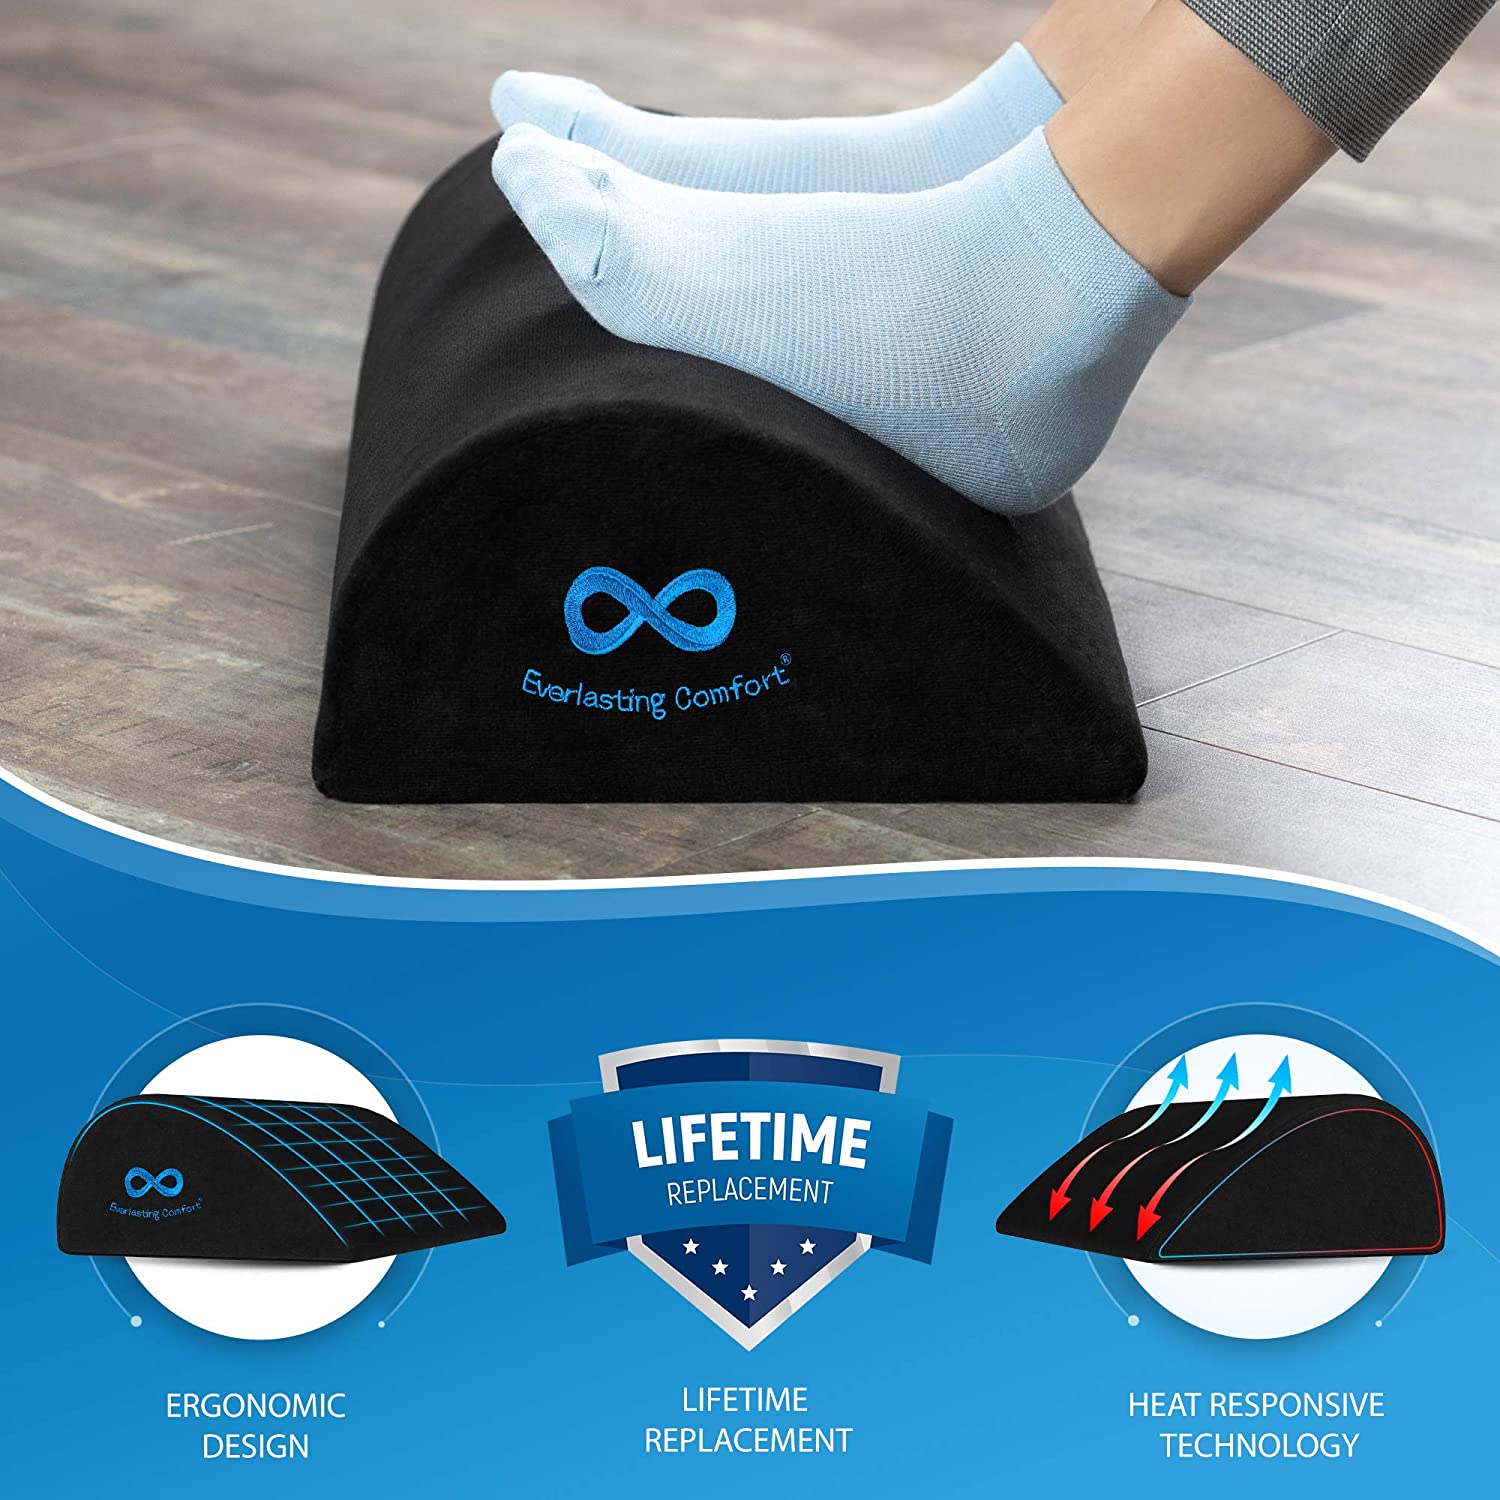 Everlasting Comfort®
Everlasting Comfort®
LIFETIME
REPLACEMENT
ERGONOMIC
DESIGN
LIFETIME
REPLACEMENT
HEAT RESPONSIVE
TECHNOLOGY